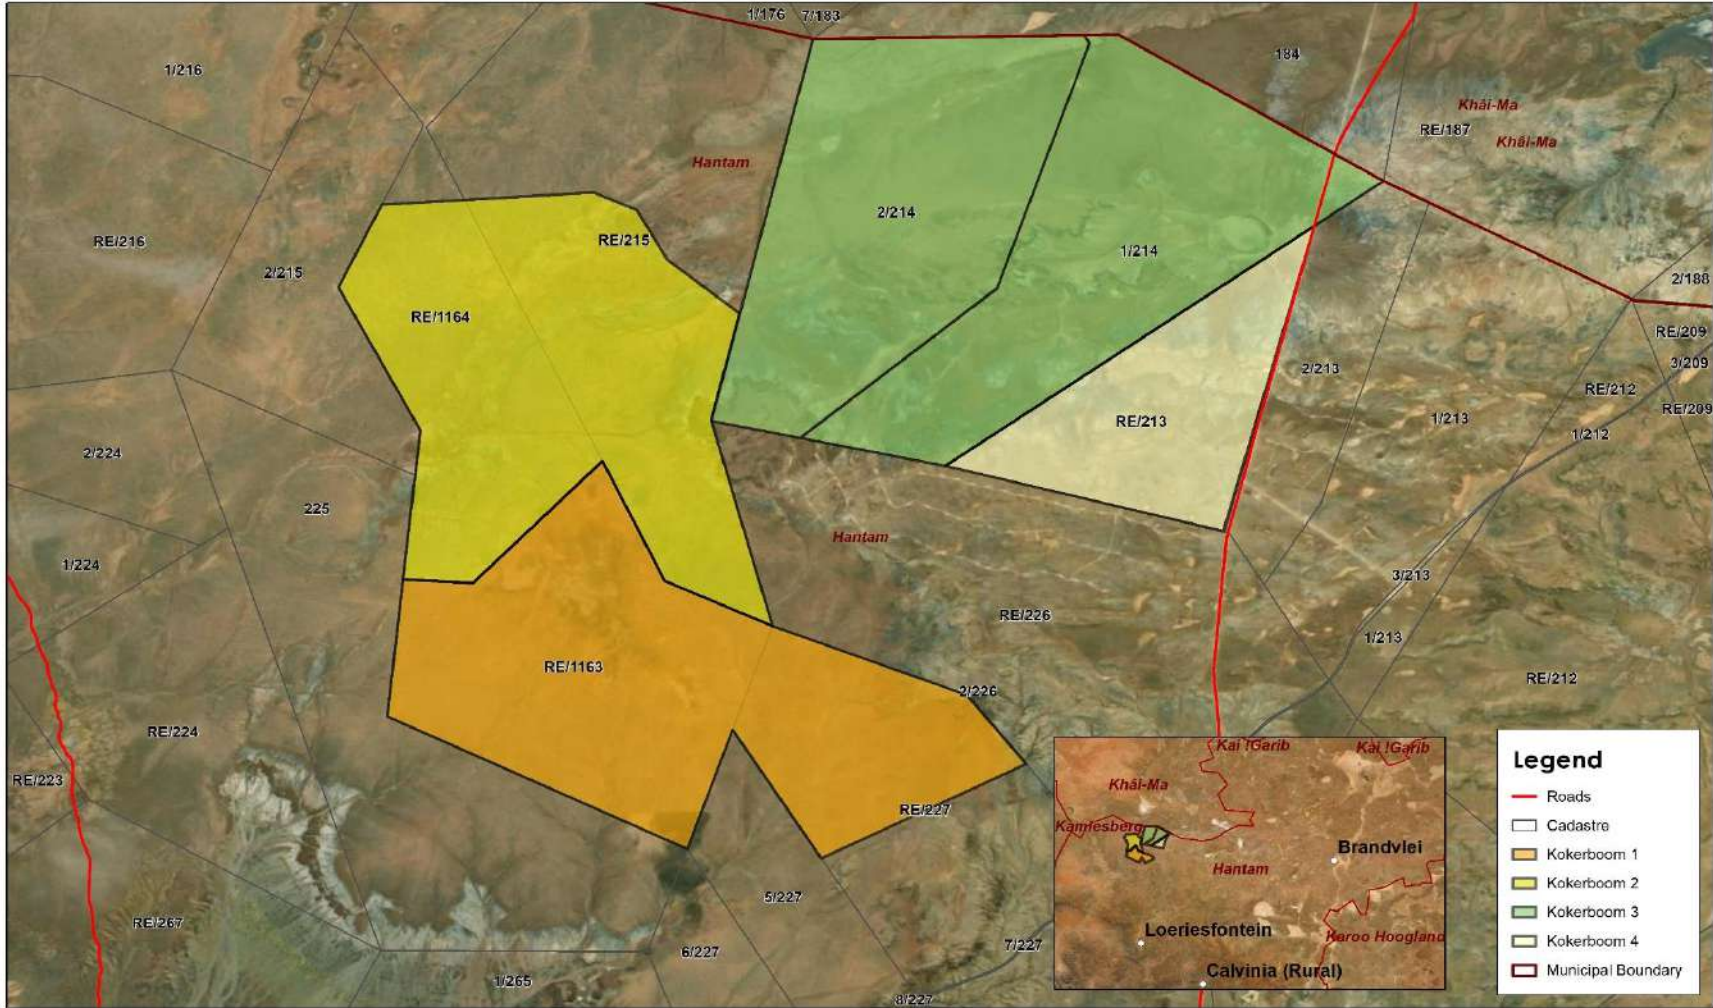 1/176
7/183
184
1/216
Khâi-Ma
RE/187
Khâi-Ma
Hantam
2/214
RE/215
RE/216
1/214
2/215
2/188
RE/1164
RE/209
3/209
2/213
RE/212
RE/209
RE/213
1/213
1/212
2/224
225
Hantam
1/224
3/213
RE/226
1/213
RE/1163
RE/212
2/226
RE/224
RE/223
RE/227
5/227
RE/267
6/227
7/227
1/265
8/227
Kai !Garib
Kai !Garib
Khâi-Ma
Kamiesberg
Brandvlei
Hantam
Loeriesfontein
Karoo Hoogland
Calvinia (Rural)
Legend
Roads
Cadastre
Kokerboom 1
Kokerboom 2
Kokerboom 3
Kokerboom 4
Municipal Boundary